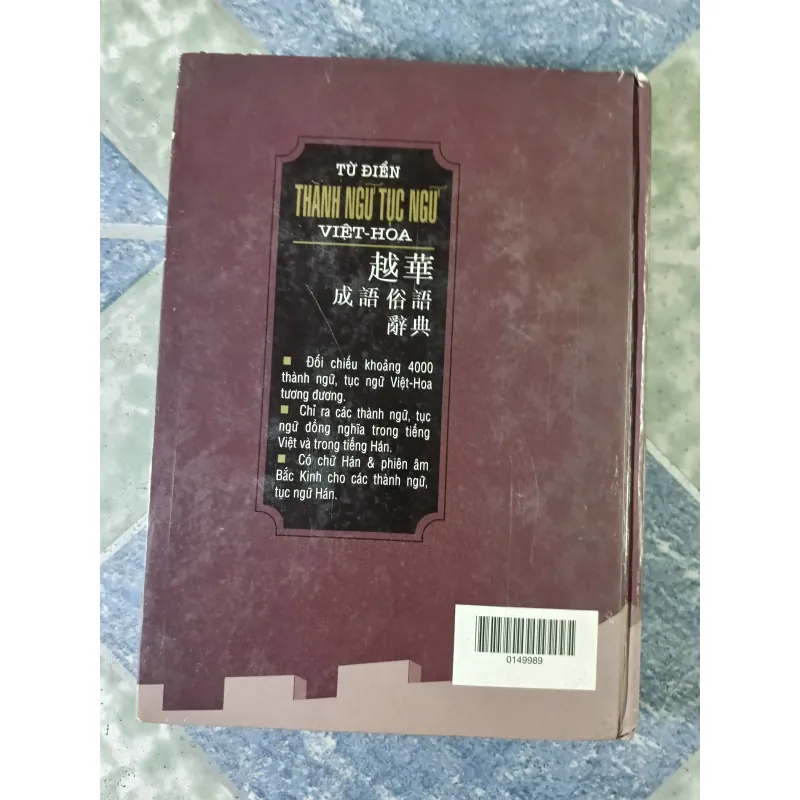 TỪ ĐIỂN
THÀNH NGỮ TỤC NGỮ
VIỆT-HOA
越華
成語俗語
辭典
Đối chiếu khoảng 4000
thành ngữ, tục ngữ Việt-Hoa
tương đương.
Chỉ ra các thành ngữ, tục
ngữ đồng nghĩa trong tiếng
Việt và trong tiếng Hán.
Có chữ Hán & phiên âm
Bắc Kinh cho các thành ngữ,
tục ngữ Hán.
0149989